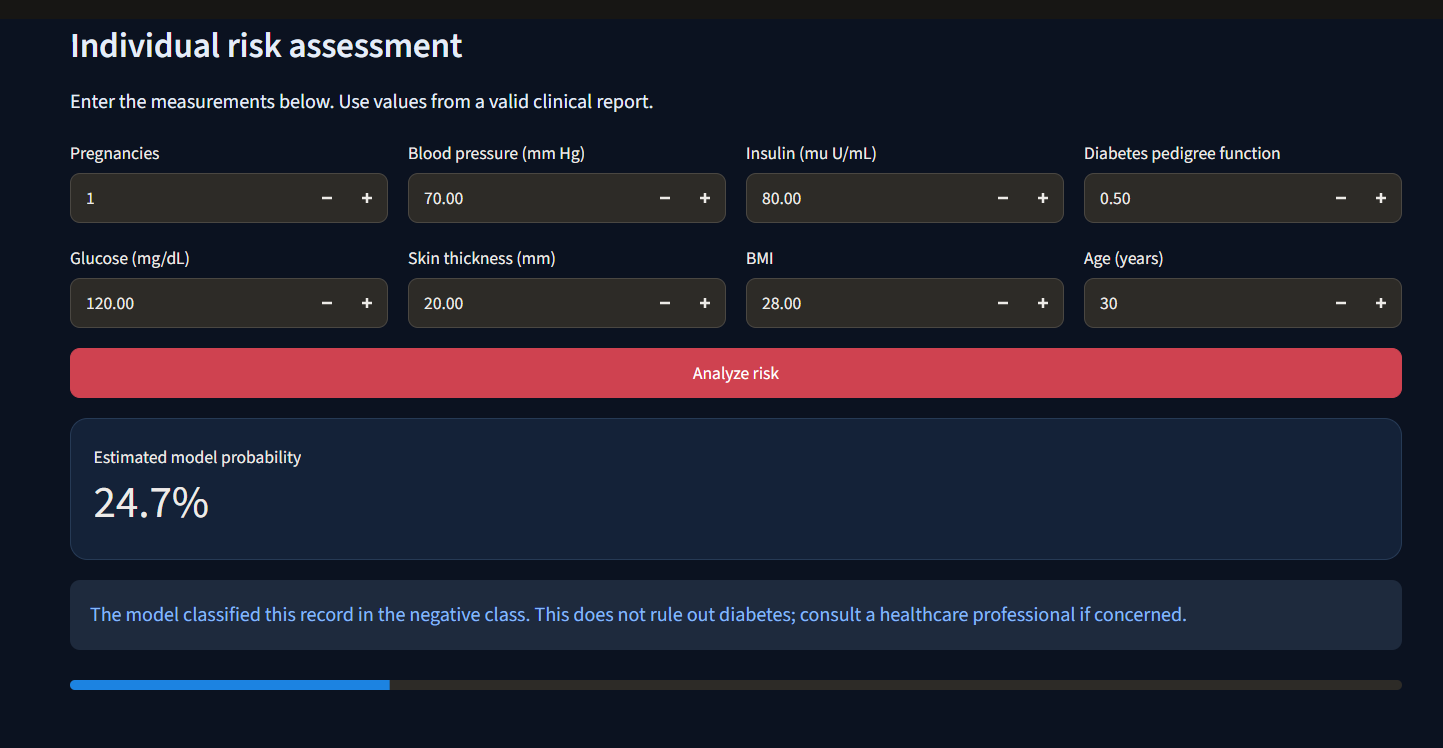 Individual risk assessment
Enter the measurements below. Use values from a valid clinical report.
Pregnancies
1
Blood pressure (mm Hg)
70.00
Insulin (mu U/mL)
80.00
Diabetes pedigree function
0.50
Glucose (mg/dL)
120.00
Skin thickness (mm)
20.00
BMI
28.00
Age (years)
30
Analyze risk
Estimated model probability
24.7%
The model classified this record in the negative class. This does not rule out diabetes; consult a healthcare professional if concerned.